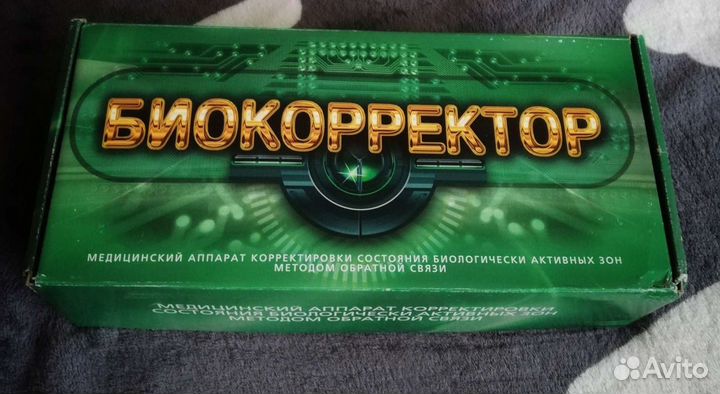 БИОКОРРЕКТОР
МЕДИЦИНСКИЙ АППАРАТ КОРРЕКТИРОВКИ СОСТОЯНИЯ БИОЛОГИЧЕСКИ АКТИВНЫХ ЗОН
МЕТОДОМ ОБРАТНОЙ СВЯЗИ
МЕДИЦИНСКИЙ АППАРАТ КОРРЕКТИРОВКИ
СОСТОЯНИЯ БИОЛОГИЧЕСКИ АКТИВНЫХ ЗОН
МЕТОДОМ ОБРАТНОЙ СВЯЗИ
Avito